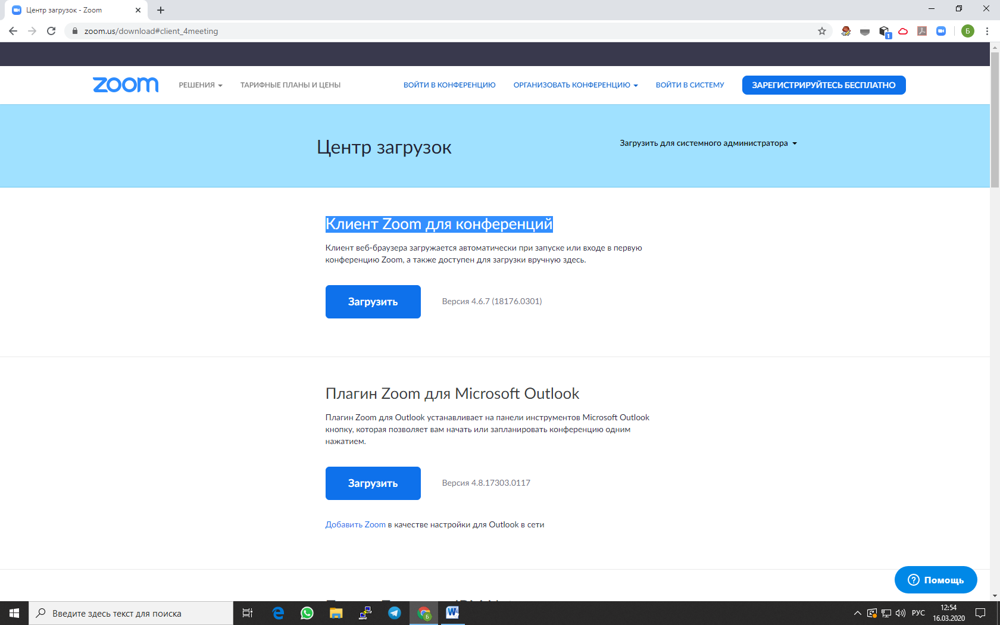 Центр загрузок - Zoom
zoom.us/download#client_4meeting
1
Б
zoom
РЕШЕНИЯ
ТАРИФНЫЕ ПЛАНЫ И ЦЕНЫ
ВОЙТИ В КОНФЕРЕНЦИЮ
ОРГАНИЗОВАТЬ КОНФЕРЕНЦИЮ
ВОЙТИ В СИСТЕМУ
ЗАРЕГИСТРИРУЙТЕСЬ БЕСПЛАТНО
Центр загрузок
Загрузить для системного администратора
Клиент Zoom для конференций
Клиент веб-браузера загружается автоматически при запуске или входе в первую
конференцию Zoom, а также доступен для загрузки вручную здесь.
Загрузить
Версия 4.6.7 (18176.0301)
Плагин Zoom для Microsoft Outlook
Плагин Zoom для Outlook устанавливает на панели инструментов Microsoft Outlook
кнопку, которая позволяет вам начать или запланировать конференцию одним
нажатием.
Загрузить
Версия 4.8.17303.0117
Добавить Zoom в качестве настройки для Outlook в сети
Помощь
Введите здесь текст для поиска
Б
W
РУС
12:54
16.03.2020